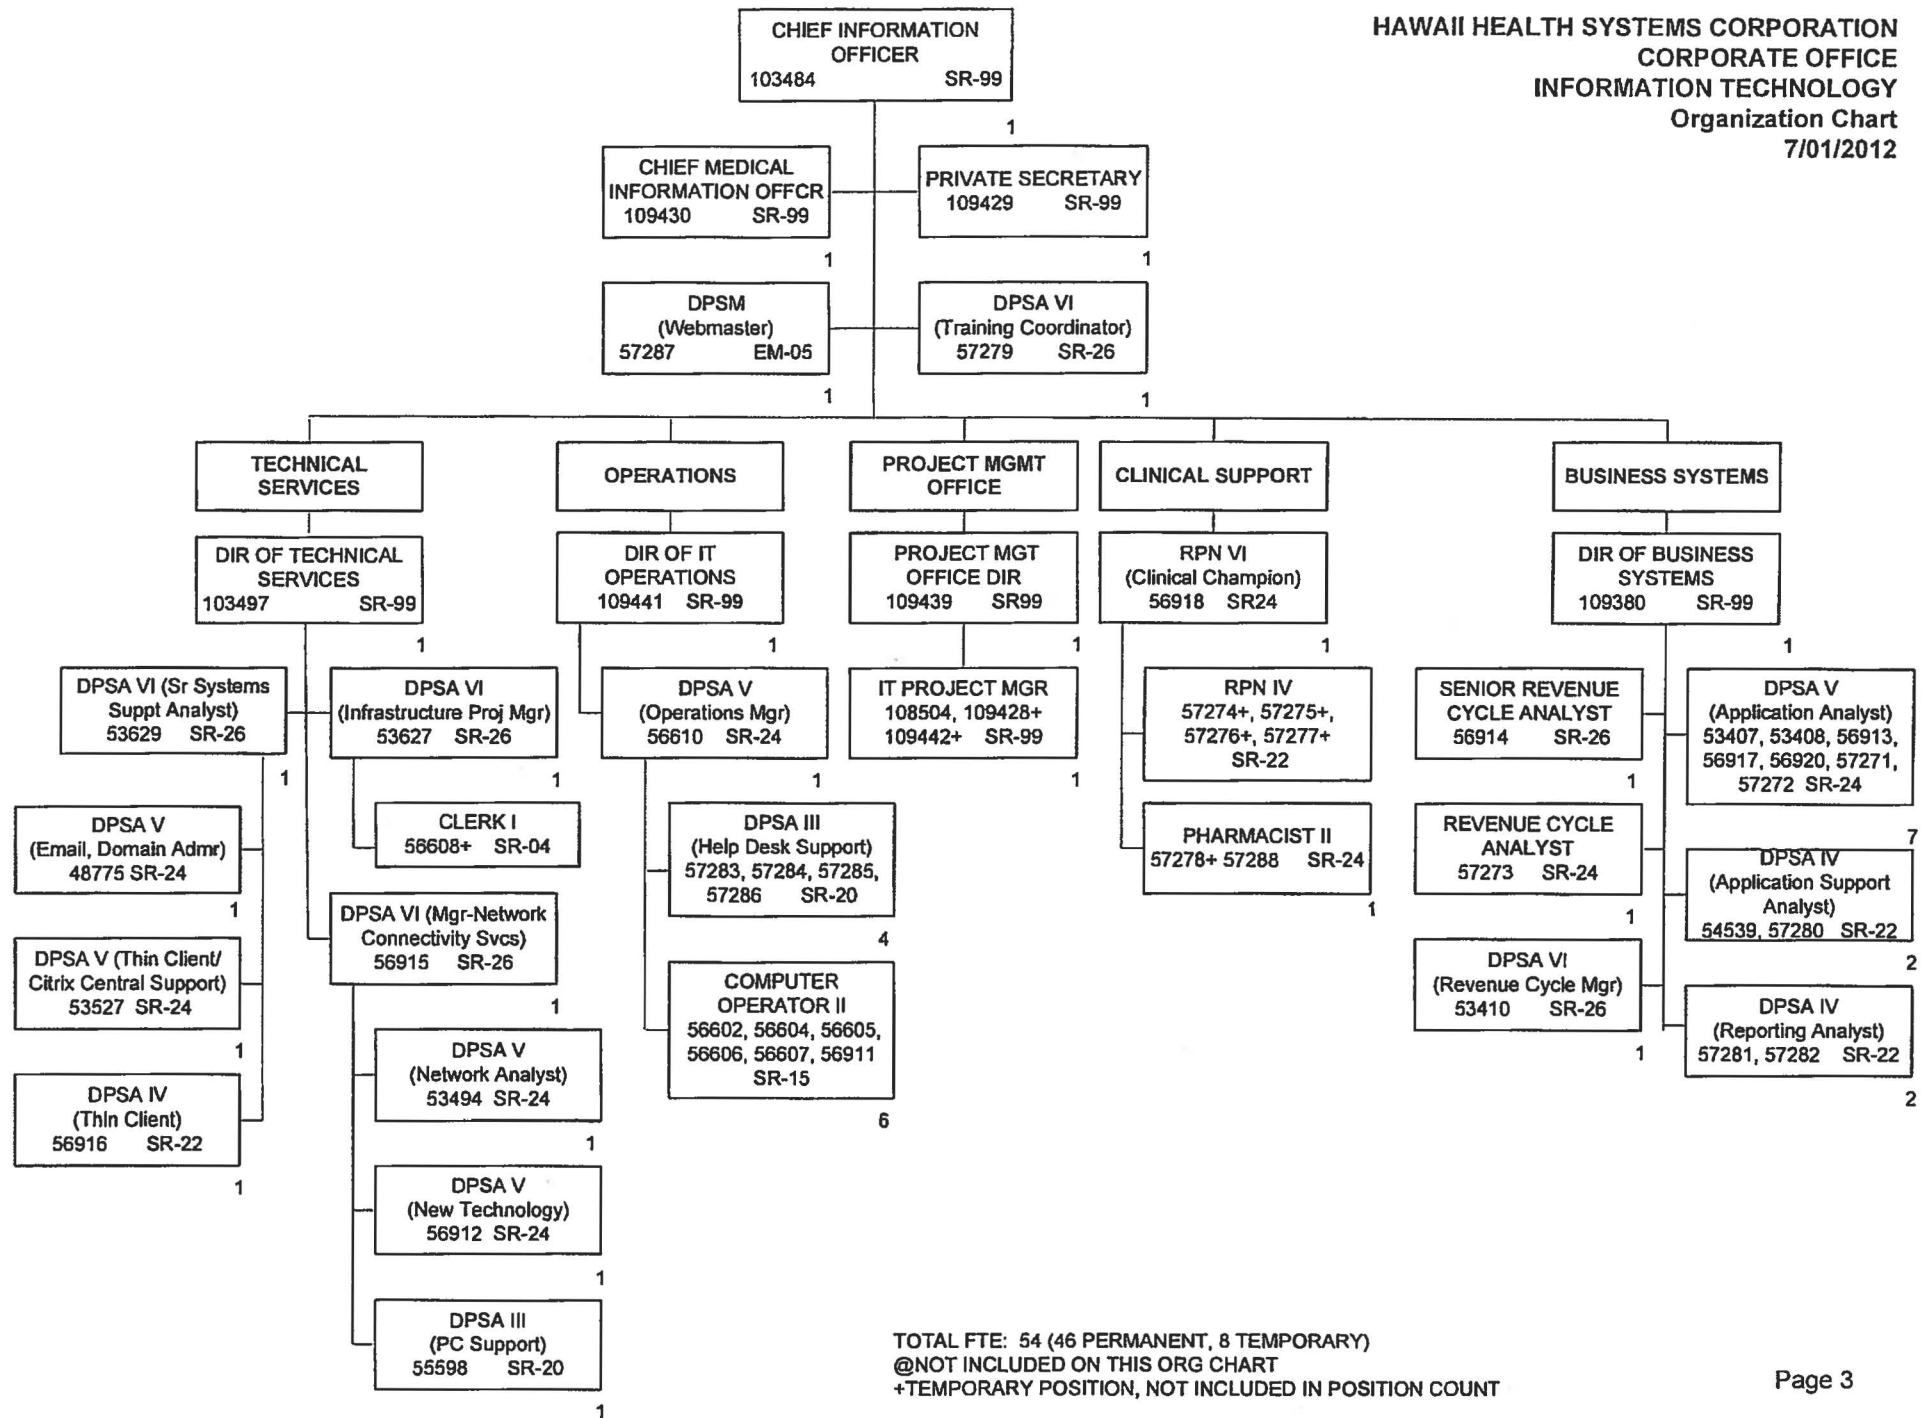 HAWAII HEALTH SYSTEMS CORPORATION
CORPORATE OFFICE
INFORMATION TECHNOLOGY
Organization Chart
7/01/2012
CHIEF INFORMATION
OFFICER
103484 SR-99
1
CHIEF MEDICAL
INFORMATION OFFCR
109430 SR-99
1
PRIVATE SECRETARY
109429 SR-99
1
DPSM
(Webmaster)
57287 EM-05
1
DPSA VI
(Training Coordinator)
57279 SR-26
1
TECHNICAL
SERVICES
DIR OF TECHNICAL
SERVICES
103497 SR-99
1
DPSA VI (Sr Systems
Suppt Analyst)
53629 SR-26
1
DPSA V
(Email, Domain Admr)
48775 SR-24
1
DPSA V (Thin Client/
Citrix Central Support)
53527 SR-24
1
DPSA IV
(Thin Client)
56916 SR-22
1
DPSA VI
(Infrastructure Proj Mgr)
53627 SR-26
1
CLERK I
56608+ SR-04
DPSA VI (Mgr-Network
Connectivity Svcs)
56915 SR-26
1
DPSA V
(Network Analyst)
53494 SR-24
1
DPSA V
(New Technology)
56912 SR-24
1
DPSA III
(PC Support)
55598 SR-20
1
OPERATIONS
DIR OF IT
OPERATIONS
109441 SR-99
1
DPSA V
(Operations Mgr)
56610 SR-24
1
DPSA III
(Help Desk Support)
57283, 57284, 57285,
57286 SR-20
4
COMPUTER
OPERATOR II
56602, 56604, 56605,
56606, 56607, 56911
SR-15
6
PROJECT MGMT
OFFICE
PROJECT MGT
OFFICE DIR
109439 SR99
1
IT PROJECT MGR
108504, 109428+
109442+ SR-99
1
CLINICAL SUPPORT
RPN VI
(Clinical Champion)
56918 SR24
1
RPN IV
57274+, 57275+,
57276+, 57277+
SR-22
PHARMACIST II
57278+ 57288 SR-24
1
BUSINESS SYSTEMS
DIR OF BUSINESS
SYSTEMS
109380 SR-99
1
SENIOR REVENUE
CYCLE ANALYST
56914 SR-26
1
REVENUE CYCLE
ANALYST
57273 SR-24
1
DPSA VI
(Revenue Cycle Mgr)
53410 SR-26
1
DPSA V
(Application Analyst)
53407, 53408, 56913,
56917, 56920, 57271,
57272 SR-24
7
DPSA IV
(Application Support
Analyst)
54539, 57280 SR-22
2
DPSA IV
(Reporting Analyst)
57281, 57282 SR-22
2
TOTAL FTE: 54 (46 PERMANENT, 8 TEMPORARY)
@NOT INCLUDED ON THIS ORG CHART
+TEMPORARY POSITION, NOT INCLUDED IN POSITION COUNT
Page 3